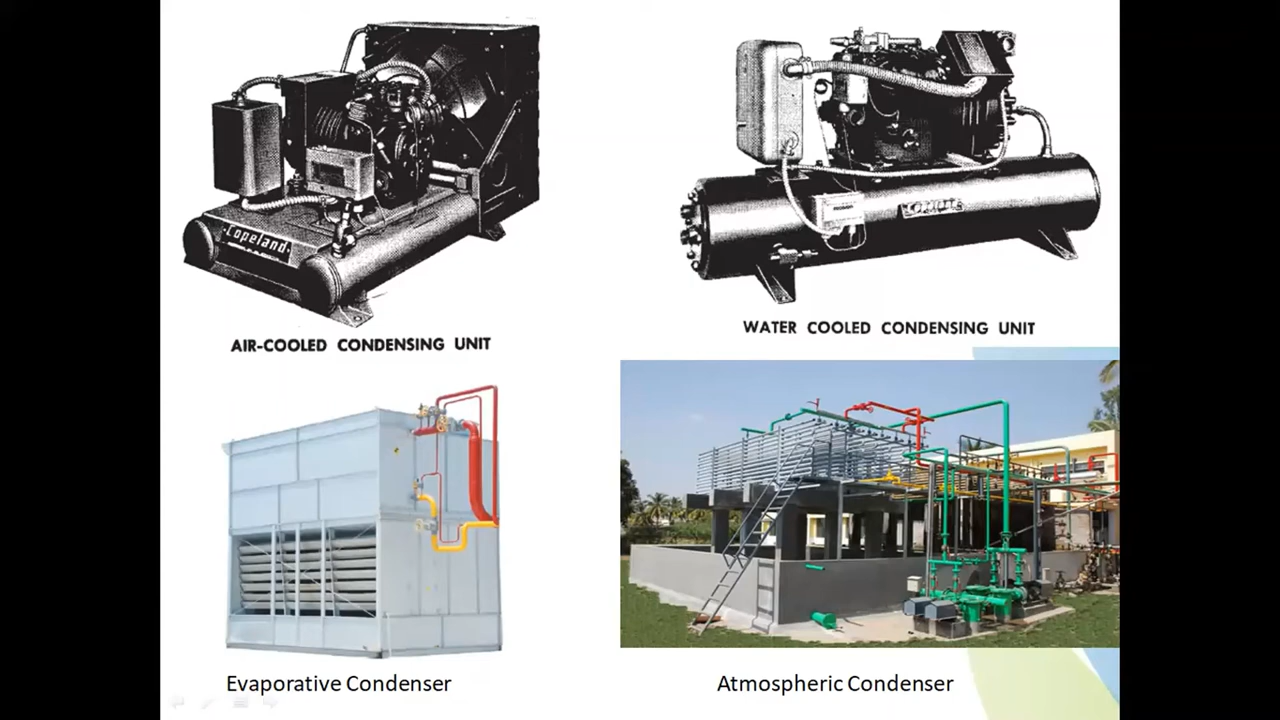 Copeland
AIR-COOLED CONDENSING UNIT
WATER COOLED CONDENSING UNIT
Evaporative Condenser
Atmospheric Condenser